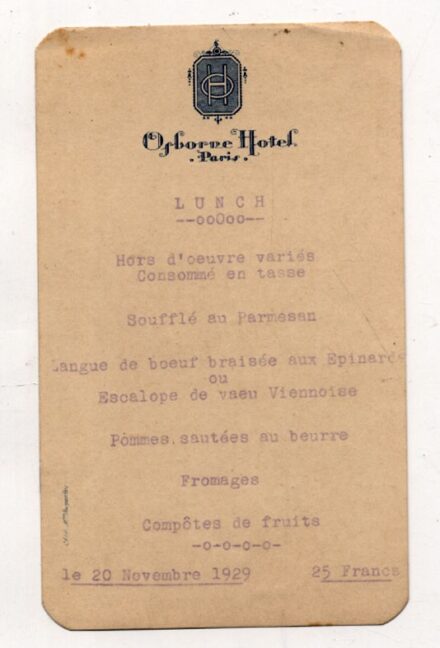 OH
Osborne Hotel
. Paris .
LUNCH
--ooOoo--
Hors d'oeuvre variés
Consommé en tasse
Soufflé au Parmesan
Langue de boeuf braisée aux Epinards
ou
Escalope de vaeu Viennoise
Pommes sautées au beurre
Fromages
Compôtes de fruits
-o-o-o-o-
le 20 Novembre 1929 25 Francs